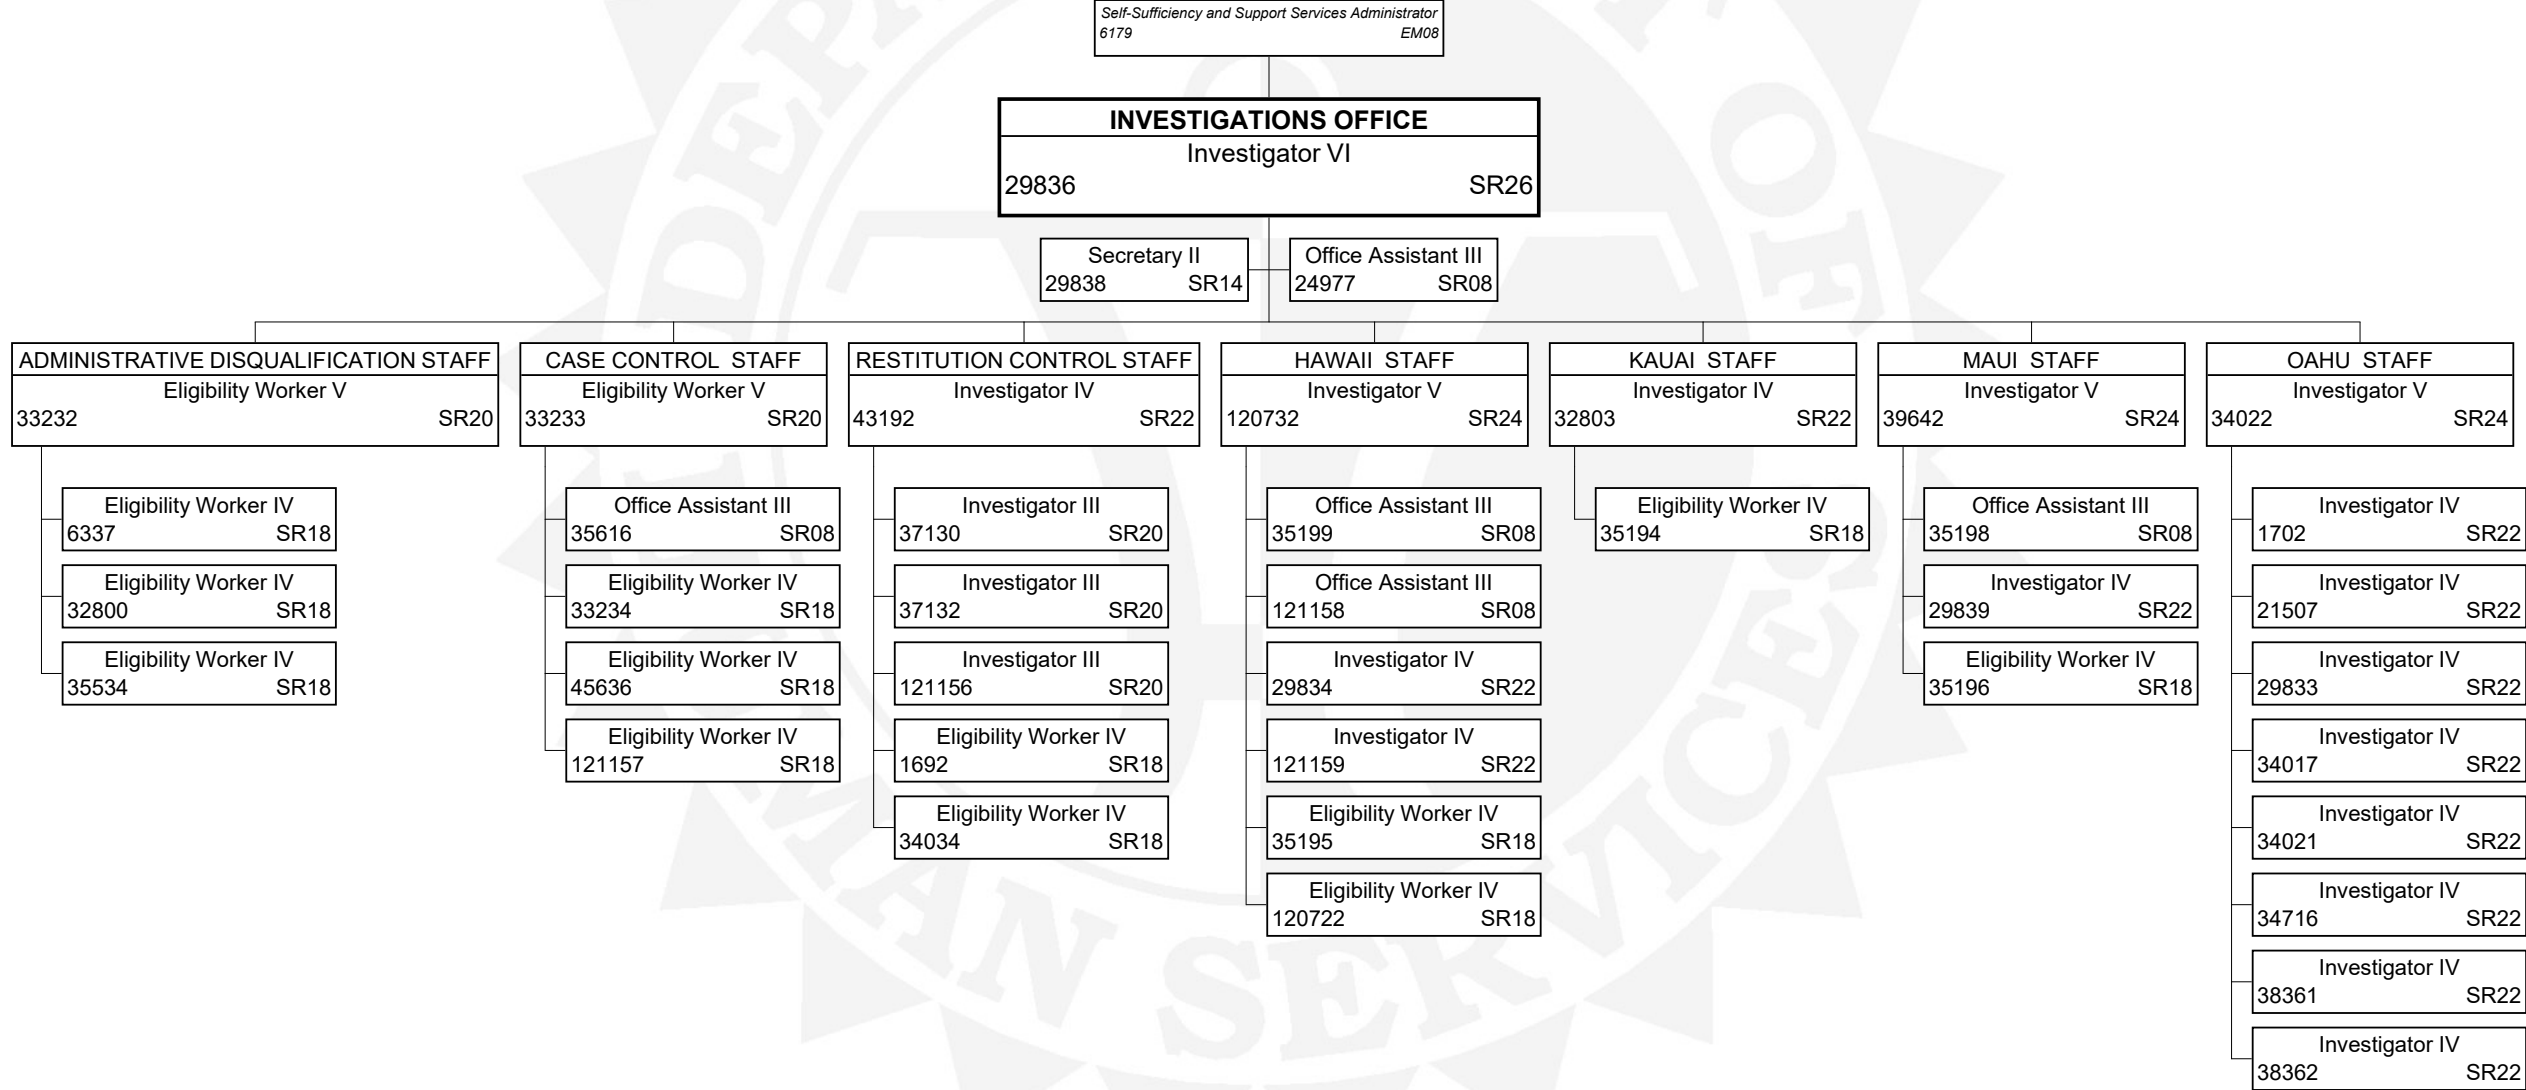 Self-Sufficiency and Support Services Administrator
6179 EM08
INVESTIGATIONS OFFICE
Investigator VI
29836 SR26
Secretary II
29838 SR14
Office Assistant III
24977 SR08
ADMINISTRATIVE DISQUALIFICATION STAFF
Eligibility Worker V
33232 SR20
Eligibility Worker IV
6337 SR18
Eligibility Worker IV
32800 SR18
Eligibility Worker IV
35534 SR18
CASE CONTROL STAFF
Eligibility Worker V
33233 SR20
Office Assistant III
35616 SR08
Eligibility Worker IV
33234 SR18
Eligibility Worker IV
45636 SR18
Eligibility Worker IV
121157 SR18
RESTITUTION CONTROL STAFF
Investigator IV
43192 SR22
Investigator III
37130 SR20
Investigator III
37132 SR20
Investigator III
121156 SR20
Eligibility Worker IV
1692 SR18
Eligibility Worker IV
34034 SR18
HAWAII STAFF
Investigator V
120732 SR24
Office Assistant III
35199 SR08
Office Assistant III
121158 SR08
Investigator IV
29834 SR22
Investigator IV
121159 SR22
Eligibility Worker IV
35195 SR18
Eligibility Worker IV
120722 SR18
KAUAI STAFF
Investigator IV
32803 SR22
Eligibility Worker IV
35194 SR18
MAUI STAFF
Investigator V
39642 SR24
Office Assistant III
35198 SR08
Investigator IV
29839 SR22
Eligibility Worker IV
35196 SR18
OAHU STAFF
Investigator V
34022 SR24
Investigator IV
1702 SR22
Investigator IV
21507 SR22
Investigator IV
29833 SR22
Investigator IV
34017 SR22
Investigator IV
34021 SR22
Investigator IV
34716 SR22
Investigator IV
38361 SR22
Investigator IV
38362 SR22